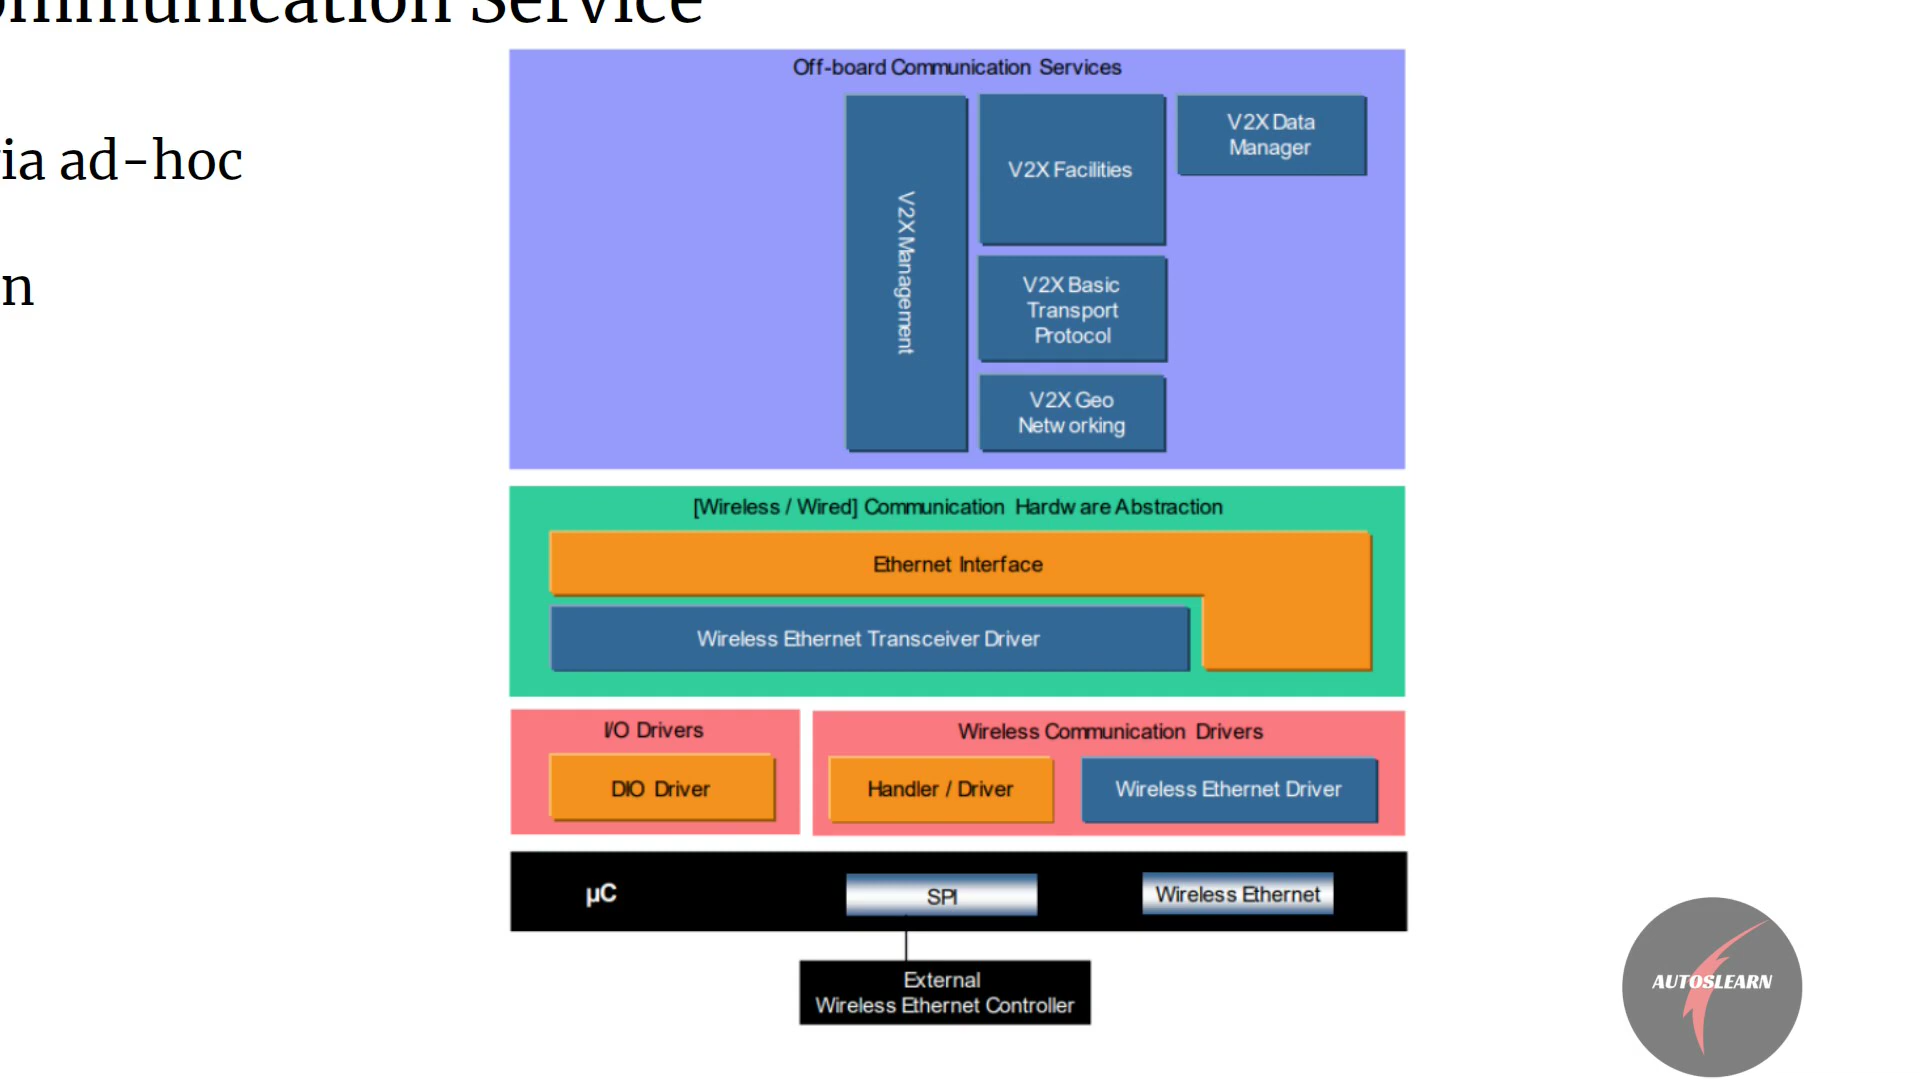 ommunication Service
ia ad-hoc
n
Off-board Communication Services
V2X Management
V2X Facilities
V2X Data
Manager
V2X Basic
Transport
Protocol
V2X Geo
Networking
[Wireless / Wired] Communication Hardware Abstraction
Ethernet Interface
Wireless Ethernet Transceiver Driver
I/O Drivers
DIO Driver
Wireless Communication Drivers
Handler / Driver
Wireless Ethernet Driver
µC
SPI
Wireless Ethernet
External
Wireless Ethernet Controller
AUTOSLEARN